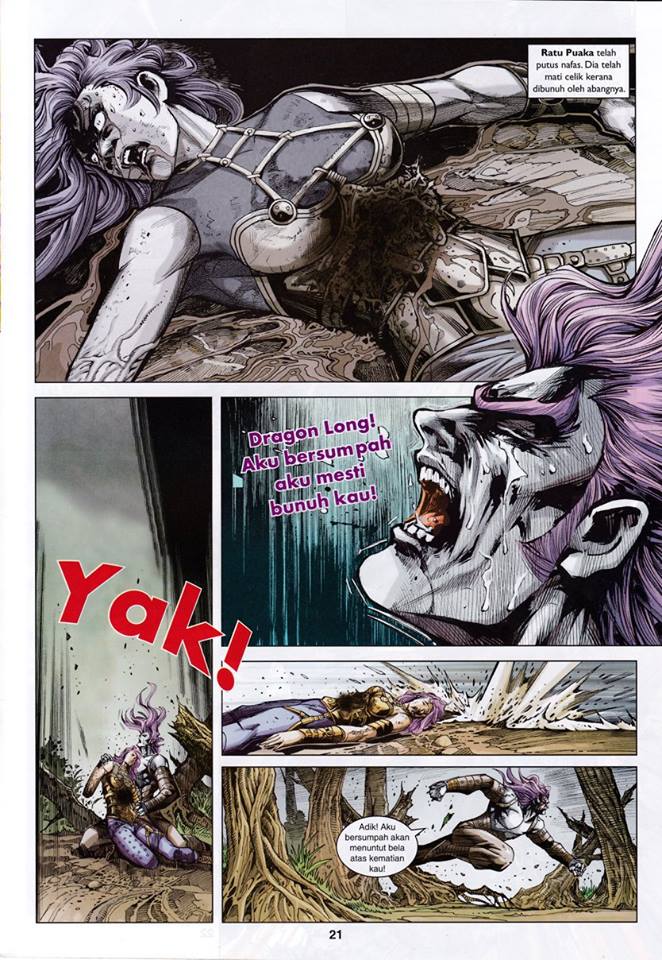 Ratu Puaka telah
putus nafas. Dia telah
mati celik kerana
dibunuh oleh abangnya.
Dragon Long!
Aku bersumpah
aku mesti
bunuh kau!
Yak!
Adik! Aku
bersumpah akan
menuntut bela
atas kematian
kau!
21